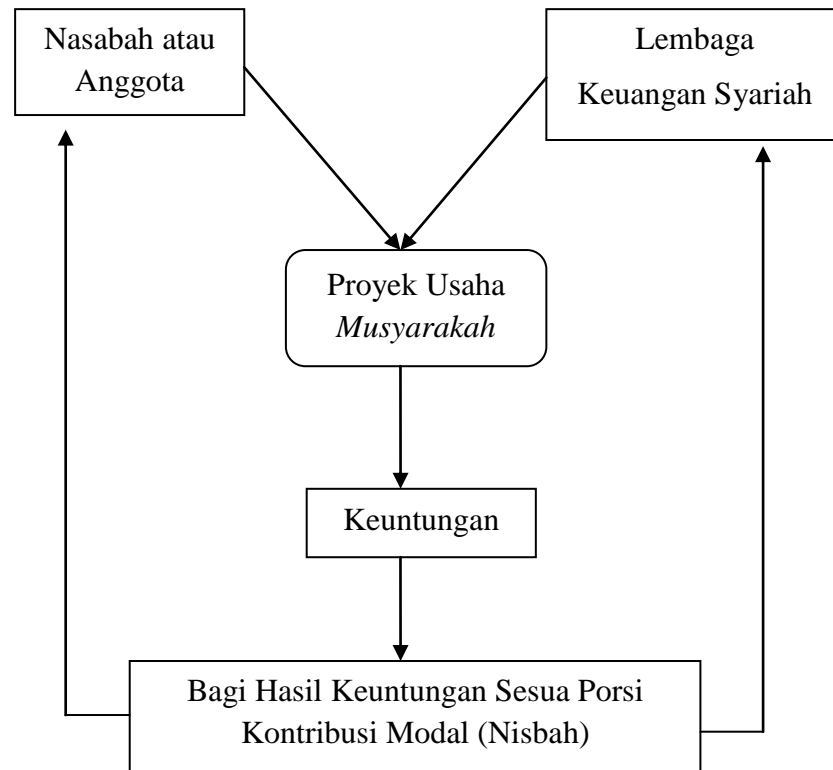 Nasabah atau
Anggota
Lembaga
Keuangan Syariah
Proyek Usaha
Musyarakah
Keuntungan
Bagi Hasil Keuntungan Sesua Porsi
Kontribusi Modal (Nisbah)